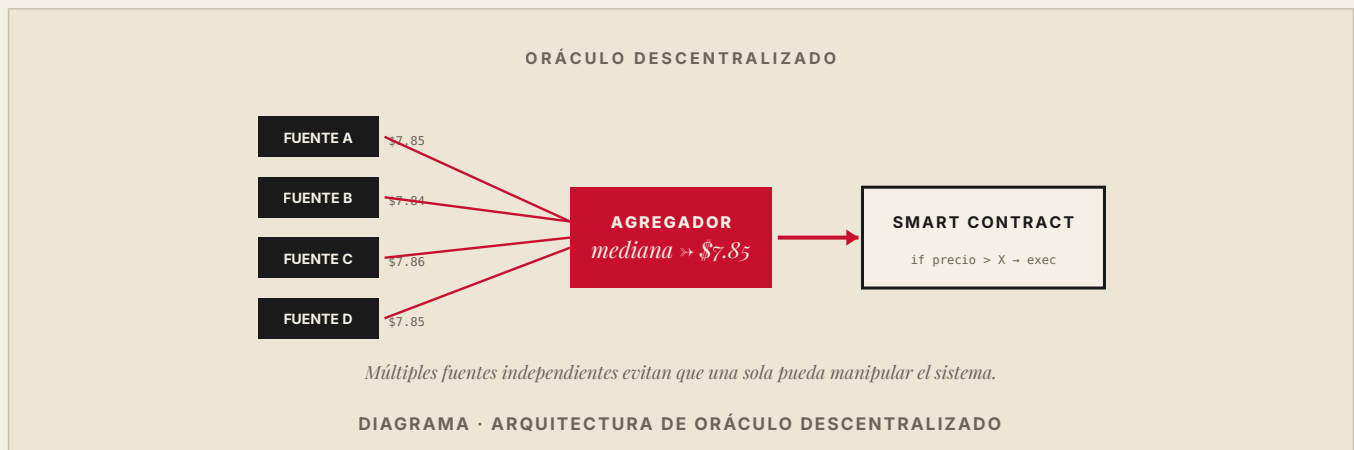 ORÁCULO DESCENTRALIZADO
FUENTE A
$7.85
FUENTE B
$7.84
FUENTE C
$7.86
FUENTE D
$7.85
AGREGADOR
mediana → $7.85
SMART CONTRACT
if precio > X → exec
Múltiples fuentes independientes evitan que una sola pueda manipular el sistema.
DIAGRAMA · ARQUITECTURA DE ORÁCULO DESCENTRALIZADO